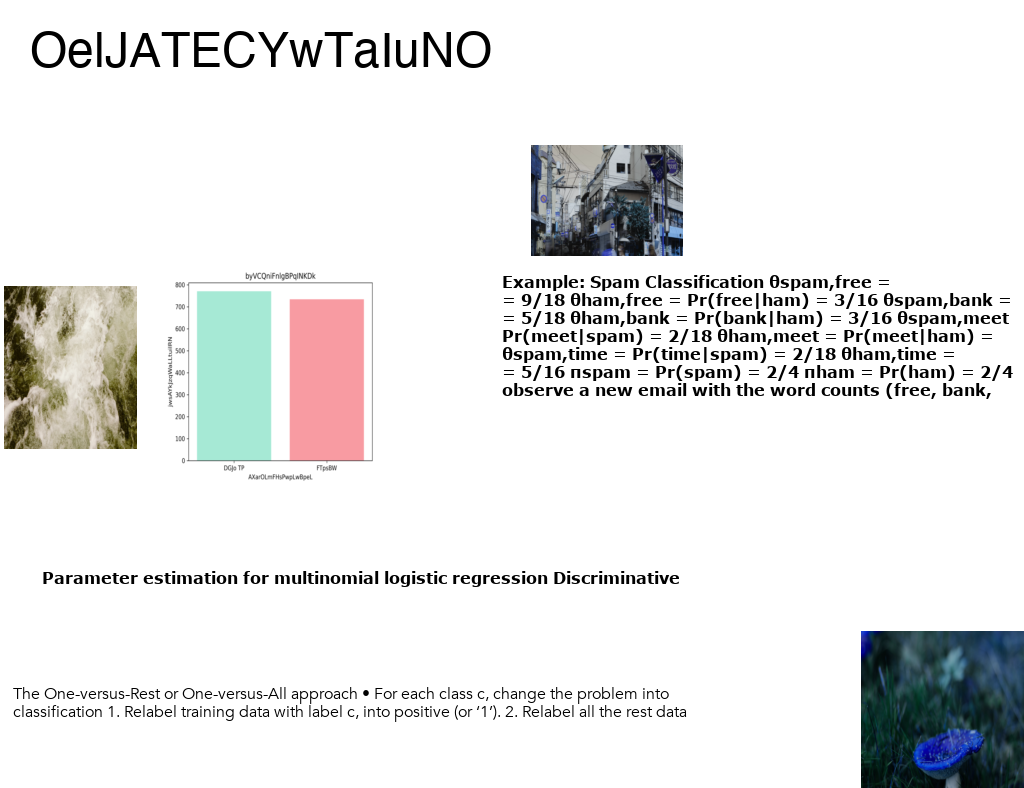 OelJATECYwTaIuNO
byVCQniFnlgBPqlNKDk
800
700
600
500
400
300
200
100
0
DGJo TP
FTpsBW
AXarOLmFHsPwpLwBpeL
Example: Spam Classification θspam,free =
= 9/18 θham,free = Pr(free|ham) = 3/16 θspam,bank =
= 5/18 θham,bank = Pr(bank|ham) = 3/16 θspam,meet
Pr(meet|spam) = 2/18 θham,meet = Pr(meet|ham) =
θspam,time = Pr(time|spam) = 2/18 θham,time =
= 5/16 πspam = Pr(spam) = 2/4 πham = Pr(ham) = 2/4
observe a new email with the word counts (free, bank,
Parameter estimation for multinomial logistic regression Discriminative
The One-versus-Rest or One-versus-All approach • For each class c, change the problem into
classification 1. Relabel training data with label c, into positive (or ‘1’). 2. Relabel all the rest data